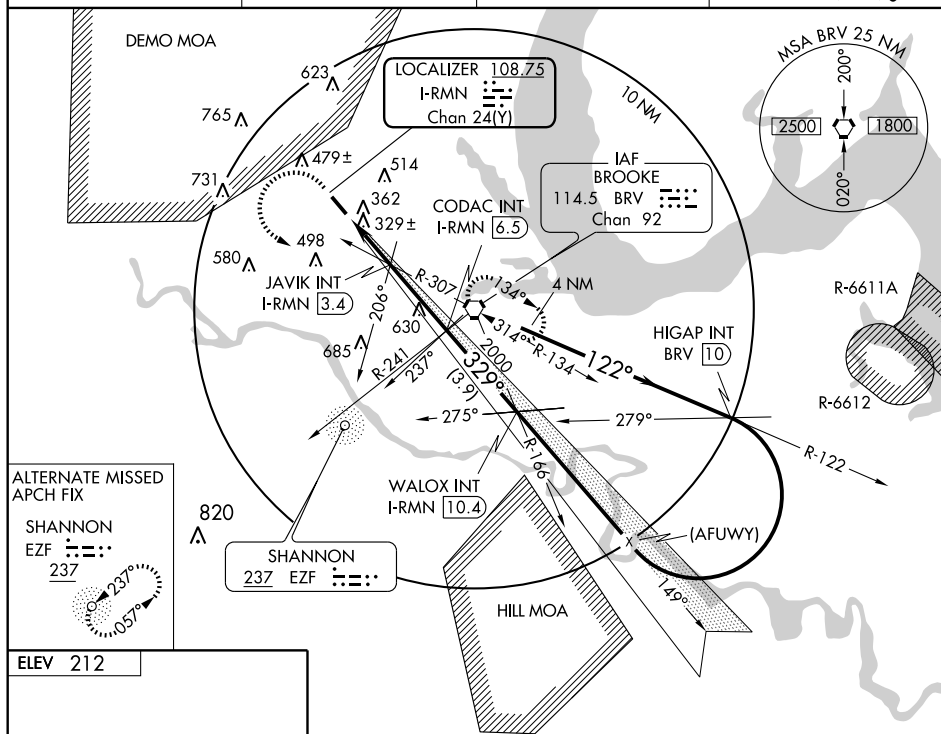 DEMO MOA
623
765
731
479±
514
362
329±
498
580
LOCALIZER 108.75
I-RMN
Chan 24(Y)
10 NM
IAF
BROOKE
114.5 BRV
Chan 92
CODAC INT
I-RMN 6.5
JAVIK INT
I-RMN 3.4
MSA BRV 25 NM
200°
2500
1800
020°
R-307
134°
4 NM
206°
630
685
314°
R-134
2000
122°
HIGAP INT
BRV 10
R-6611A
R-6612
R-241
237°
329°
(3.9)
275°
279°
R-122
R-166
WALOX INT
I-RMN 10.4
(AFUWY)
X
149°
ALTERNATE MISSED
APCH FIX
SHANNON
EZF
237
237°
057°
820
SHANNON
237 EZF
HILL MOA
ELEV 212